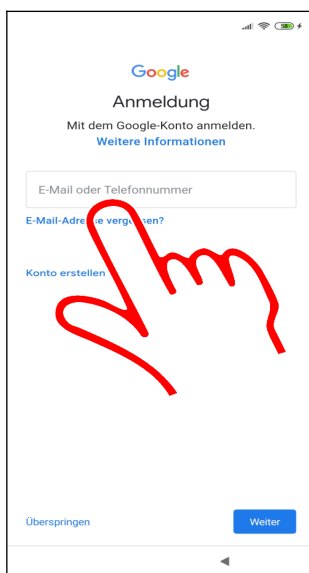 Google
Anmeldung
Mit dem Google-Konto anmelden.
Weitere Informationen
E-Mail oder Telefonnummer
E-Mail-Adresse vergessen?
Konto erstellen
Überspringen
Weiter